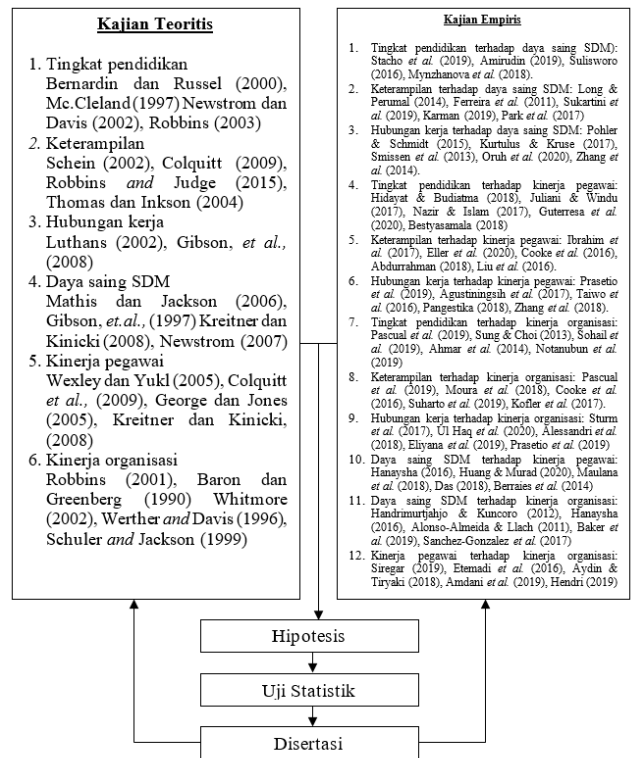 Kajian Teoritis
1. Tingkat pendidikan
Bernardin dan Russel (2000),
Mc.Cleland (1997) Newstrom dan
Davis (2002), Robbins (2003)
2. Keterampilan
Schein (2002), Colquitt (2009),
Robbins and Judge (2015),
Thomas dan Inkson (2004)
3. Hubungan kerja
Luthans (2002), Gibson, et al.,
(2008)
4. Daya saing SDM
Mathis dan Jackson (2006),
Gibson, et.al., (1997) Kreitner dan
Kinicki (2008), Newstrom (2007)
5. Kinerja pegawai
Wexley dan Yukl (2005), Colquitt
et al., (2009), George dan Jones
(2005), Kreitner dan Kinicki,
(2008)
6. Kinerja organisasi
Robbins (2001), Baron dan
Greenberg (1990) Whitmore
(2002), Werther and Davis (1996),
Schuler and Jackson (1999)
Kajian Empiris
1. Tingkat pendidikan terhadap daya saing SDM):
Stacho et al. (2019), Amirudin (2019), Sulisworo
(2016), Mynzhanova et al. (2018).
2. Keterampilan terhadap daya saing SDM: Long &
Perumal (2014), Ferreira et al. (2011), Sukartini et
al. (2019), Karman (2019), Park et al. (2017)
3. Hubungan kerja terhadap daya saing SDM: Pohler
& Schmidt (2015), Kurtulus & Kruse (2017),
Smissen et al. (2013), Oruh et al. (2020), Zhang et
al. (2014).
4. Tingkat pendidikan terhadap kinerja pegawai:
Hidayat & Budiatma (2018), Juliani & Windu
(2017), Nazir & Islam (2017), Guterresa et al.
(2020), Bestyasamala (2018)
5. Keterampilan terhadap kinerja pegawai: Ibrahim et
al. (2017), Eller et al. (2020), Cooke et al. (2016),
Abdurrahman (2018), Liu et al. (2016).
6. Hubungan kerja terhadap kinerja pegawai: Prasetio
et al. (2019), Agustiningsih et al. (2017), Taiwo et
al. (2016), Pangestika (2018), Zhang et al. (2018).
7. Tingkat pendidikan terhadap kinerja organisasi:
Pascual et al. (2019), Sung & Choi (2013), Sohail et
al. (2019), Ahmar et al. (2014), Notanubun et al.
(2019)
8. Keterampilan terhadap kinerja organisasi: Pascual
et al. (2019), Moura et al. (2018), Cooke et al.
(2016), Suharto et al. (2019), Kofler et al. (2017).
9. Hubungan kerja terhadap kinerja organisasi: Sturm
et al. (2017), Ul Haq et al. (2020), Alessandri et al.
(2018), Eliyana et al. (2019), Prasetio et al. (2019)
10. Daya saing SDM terhadap kinerja pegawai:
Hanaysha (2016), Huang & Murad (2020), Maulana
et al. (2018), Das (2018), Berraies et al. (2014)
11. Daya saing SDM terhadap kinerja organisasi:
Handrimurtjahjo & Kuncoro (2012), Hanaysha
(2016), Alonso-Almeida & Llach (2011), Baker et
al. (2019), Sanchez-Gonzalez et al. (2017)
12. Kinerja pegawai terhadap kinerja organisasi:
Siregar (2019), Etemadi et al. (2016), Aydin &
Tiryaki (2018), Amdani et al. (2019), Hendri (2019)
Hipotesis
Uji Statistik
Disertasi